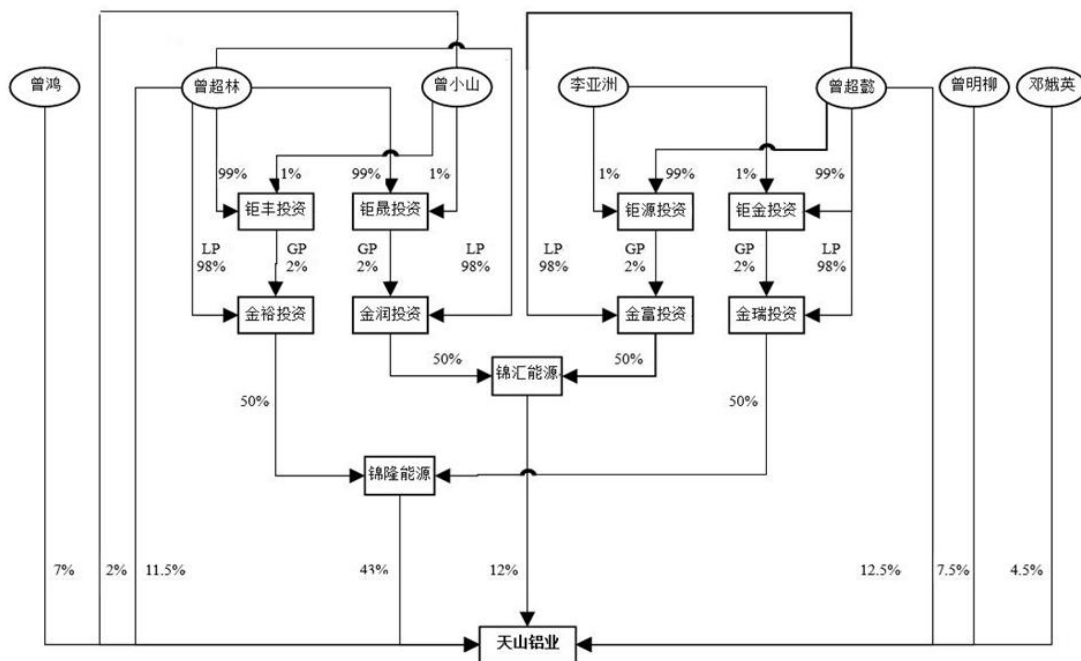 曾鸿
曾超林
曾小山
李亚洲
曾超懿
曾明柳
邓娥英
99%
1%
99%
1%
1%
99%
1%
99%
钜丰投资
钜晟投资
钜源投资
钜金投资
LP
98%
GP
2%
GP
2%
LP
98%
LP
98%
GP
2%
GP
2%
LP
98%
金裕投资
金润投资
金富投资
金瑞投资
50%
50%
锦汇能源
50%
50%
锦隆能源
7%
2%
11.5%
43%
12%
12.5%
7.5%
4.5%
天山铝业